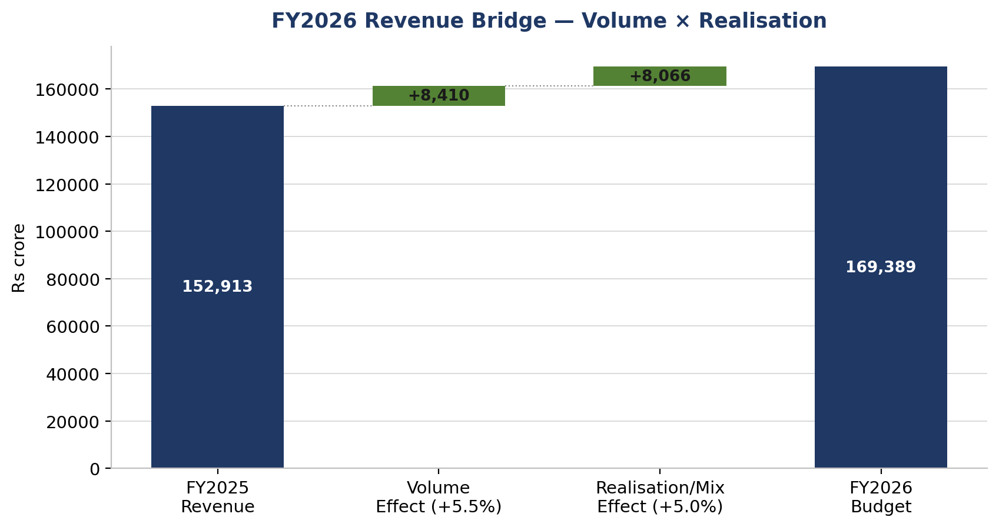 FY2026 Revenue Bridge — Volume × Realisation
Rs crore
160000
140000
120000
100000
80000
60000
40000
20000
0
152,913
+8,410
+8,066
169,389
FY2025
Revenue
Volume
Effect (+5.5%)
Realisation/Mix
Effect (+5.0%)
FY2026
Budget